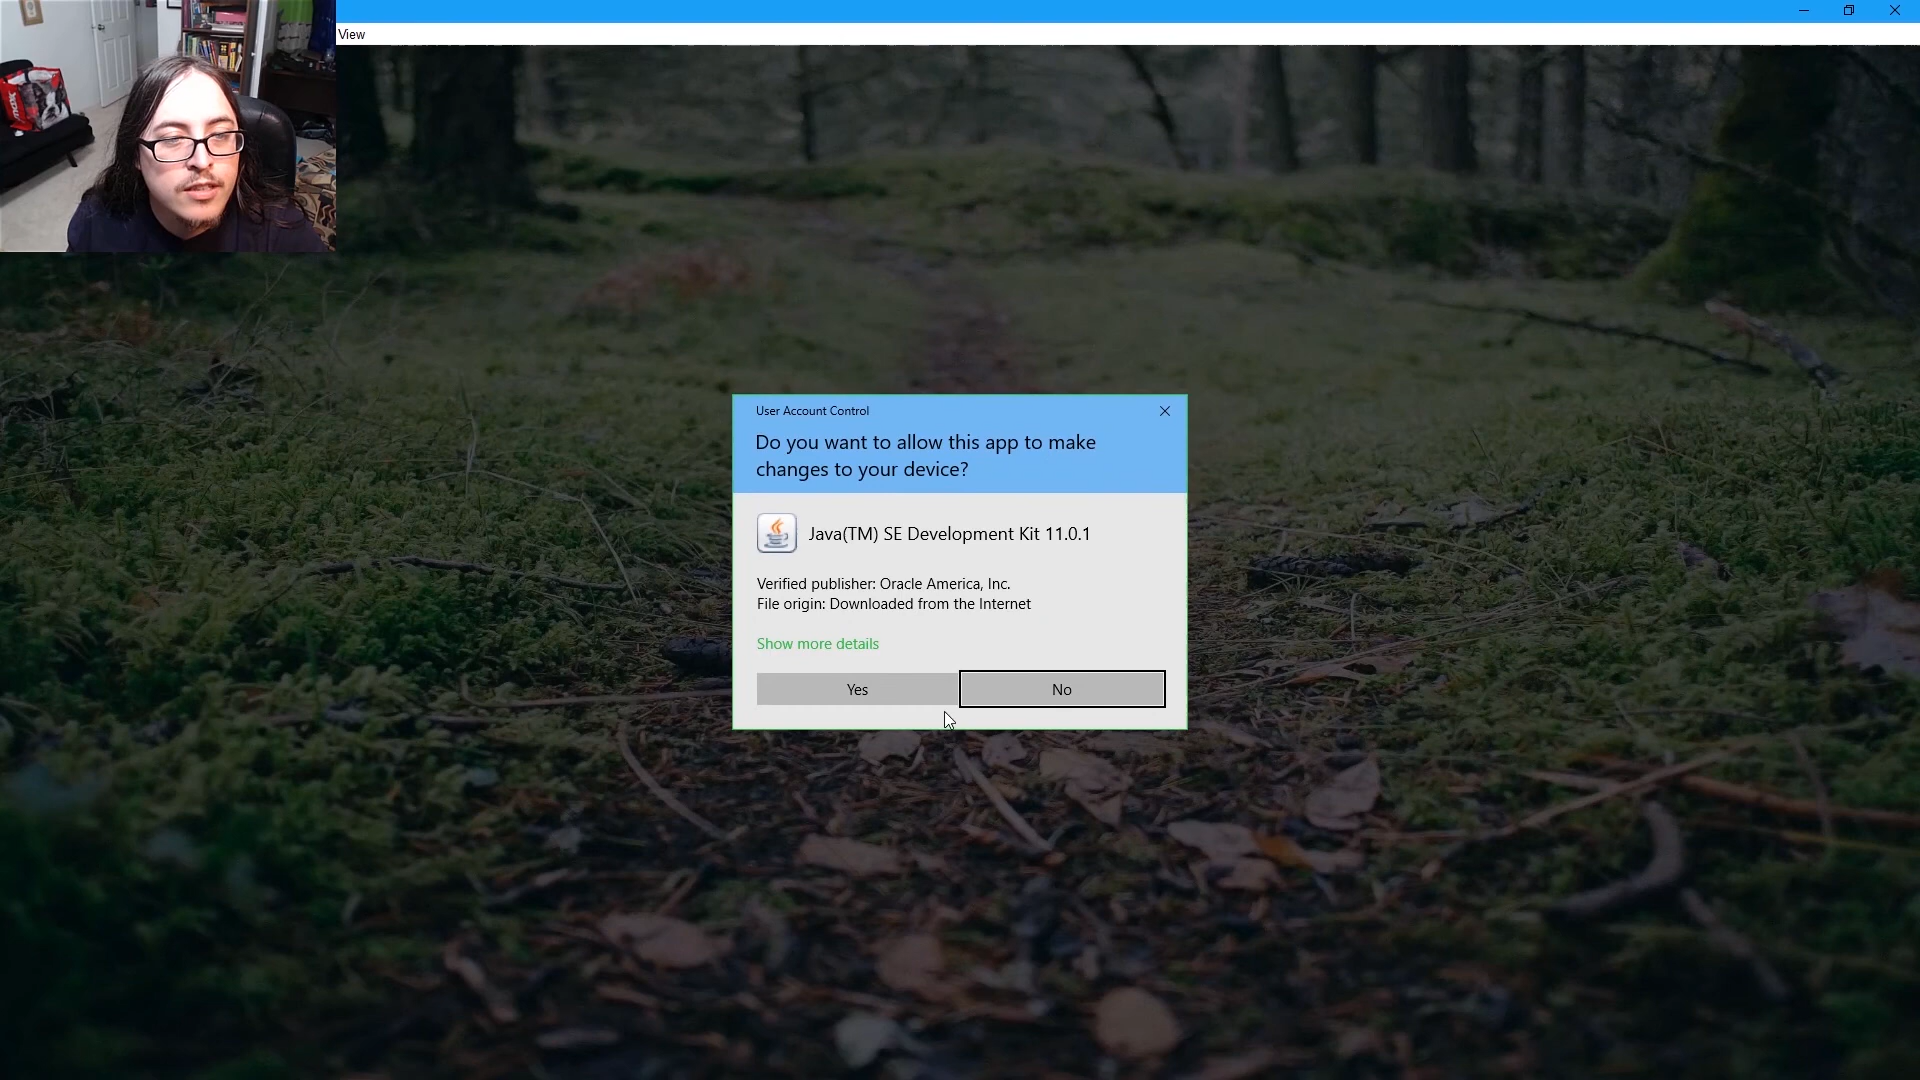 View
User Account Control
Do you want to allow this app to make
changes to your device?
Java(TM) SE Development Kit 11.0.1
Verified publisher: Oracle America, Inc.
File origin: Downloaded from the Internet
Show more details
Yes
No